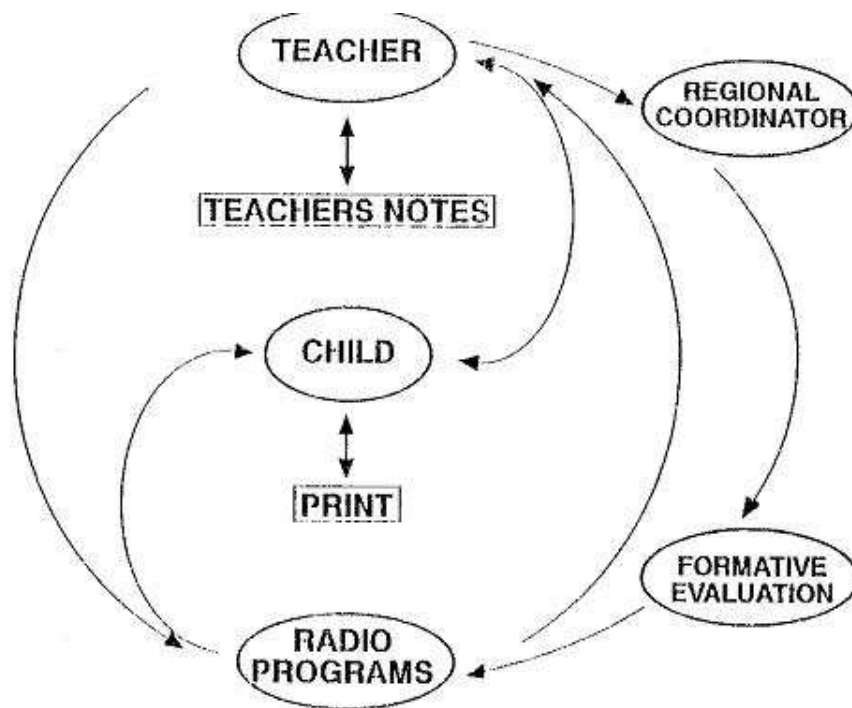 TEACHER
REGIONAL
COORDINATOR
TEACHERS NOTES
CHILD
PRINT
FORMATIVE
EVALUATION
RADIO
PROGRAMS